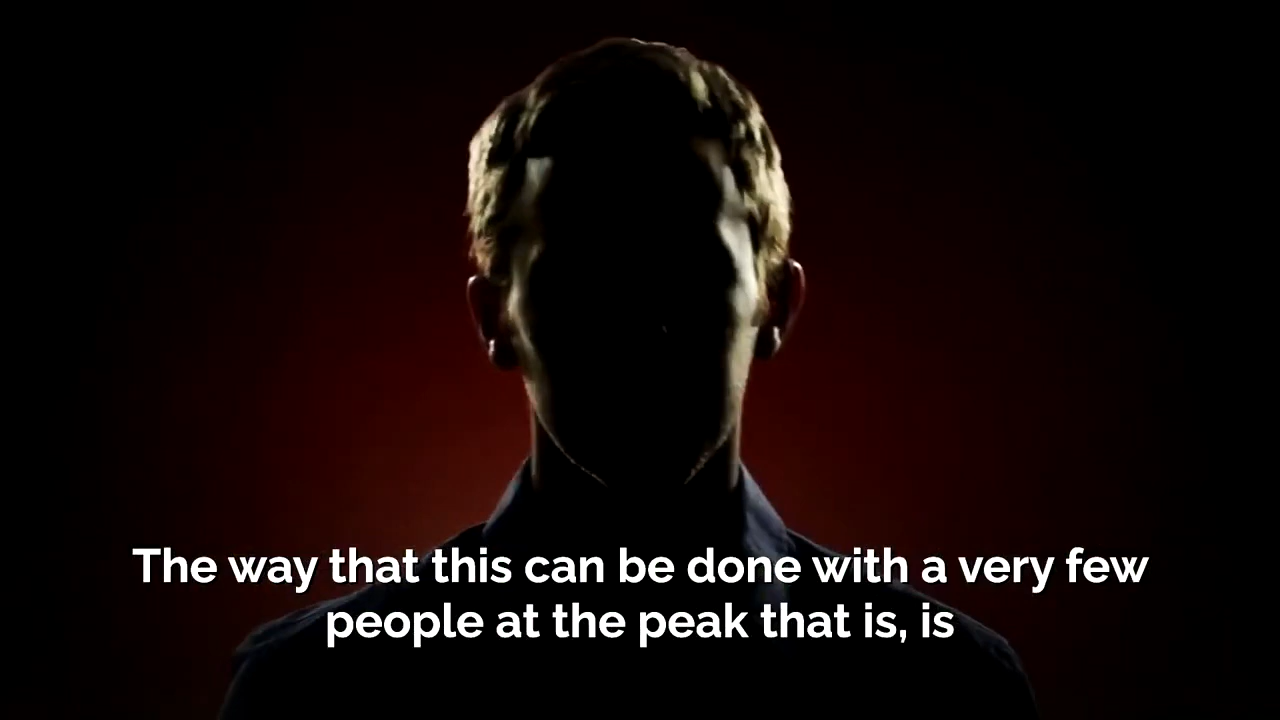 The way that this can be done with a very few
people at the peak that is, is